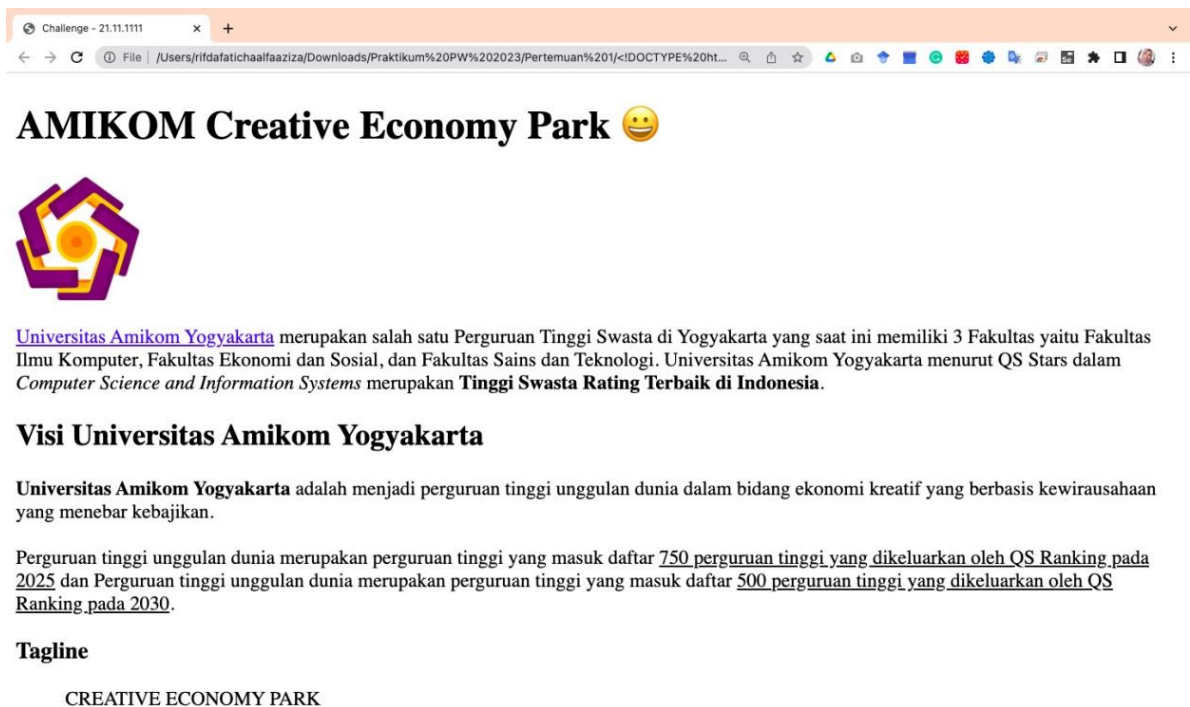 Challenge - 21.11.1111
File | /Users/rifdafatichaalfaaziza/Downloads/Praktikum%20PW%202023/Pertemuan%201/<!DOCTYPE%20ht...
AMIKOM Creative Economy Park 😀
Universitas Amikom Yogyakarta merupakan salah satu Perguruan Tinggi Swasta di Yogyakarta yang saat ini memiliki 3 Fakultas yaitu Fakultas
Ilmu Komputer, Fakultas Ekonomi dan Sosial, dan Fakultas Sains dan Teknologi. Universitas Amikom Yogyakarta menurut QS Stars dalam
Computer Science and Information Systems merupakan Tinggi Swasta Rating Terbaik di Indonesia.
Visi Universitas Amikom Yogyakarta
Universitas Amikom Yogyakarta adalah menjadi perguruan tinggi unggulan dunia dalam bidang ekonomi kreatif yang berbasis kewirausahaan
yang menebar kebajikan.
Perguruan tinggi unggulan dunia merupakan perguruan tinggi yang masuk daftar 750 perguruan tinggi yang dikeluarkan oleh QS Ranking pada
2025 dan Perguruan tinggi unggulan dunia merupakan perguruan tinggi yang masuk daftar 500 perguruan tinggi yang dikeluarkan oleh QS
Ranking pada 2030.
Tagline
CREATIVE ECONOMY PARK